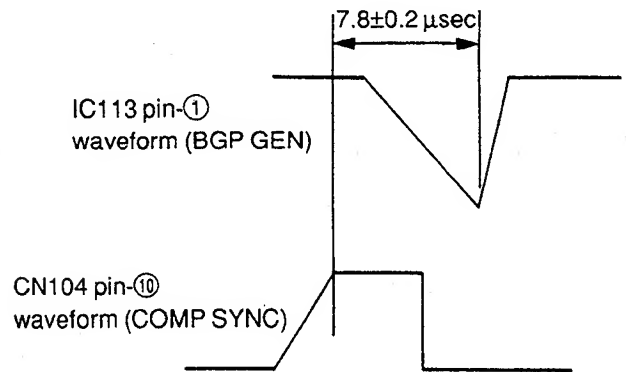 7.8±0.2 μsec
IC113 pin-①
waveform (BGP GEN)
CN104 pin-⑩
waveform (COMP SYNC)